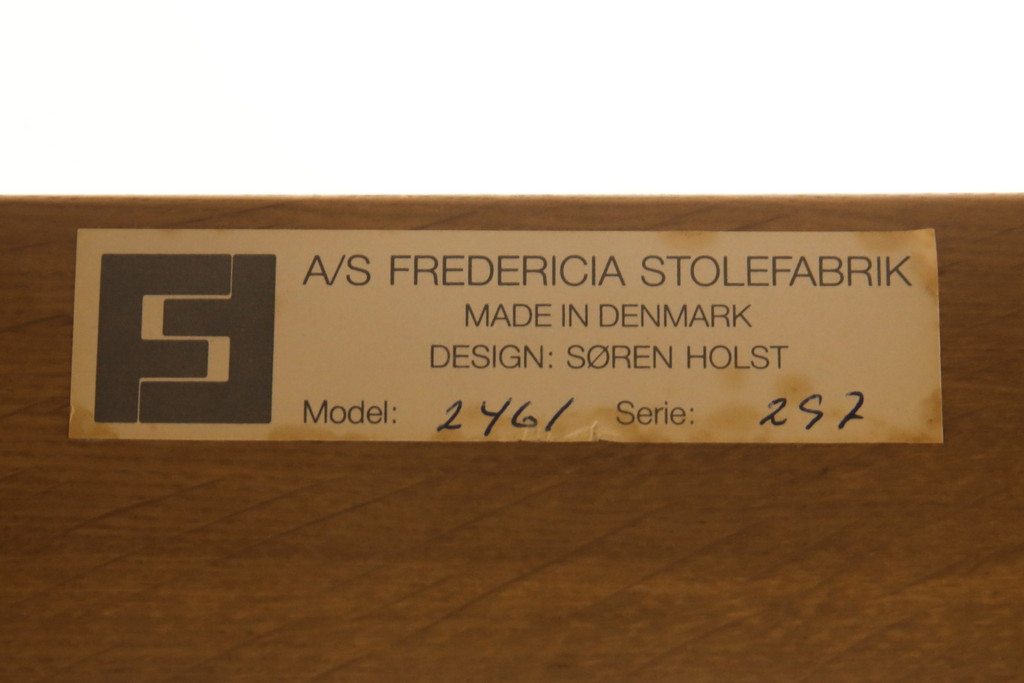 A/S FREDERICIA STOLEFABRIK
MADE IN DENMARK
DESIGN: SØREN HOLST
Model: 2461 Serie: 297